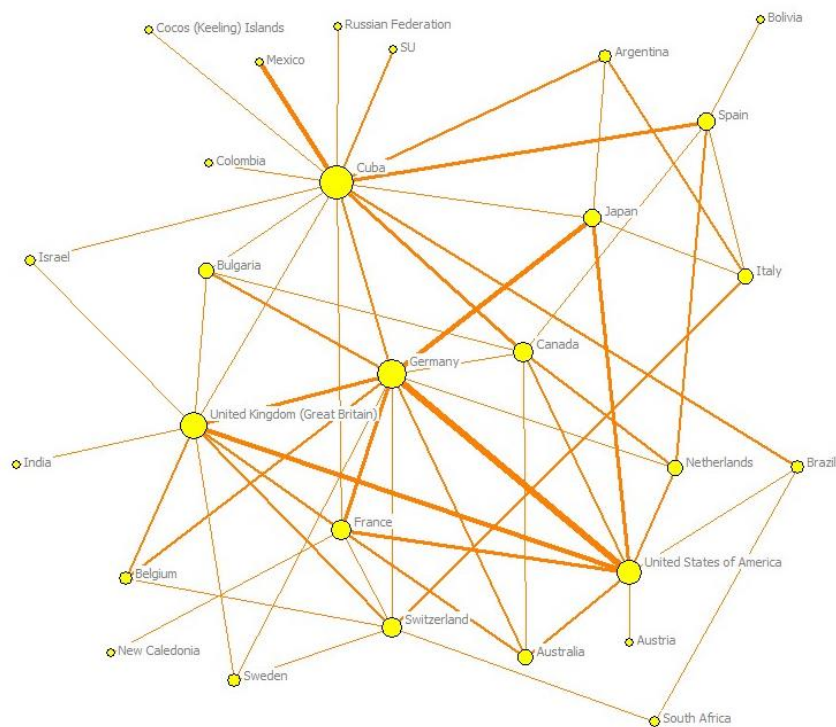 Bolivia
Cocos (Keeling) Islands
Russian Federation
SU
Mexico
Argentina
Spain
Colombia
Cuba
Japan
Israel
Bulgaria
Italy
Canada
Germany
United Kingdom (Great Britain)
India
Netherlands
Brazil
France
United States of America
Belgium
Switzerland
Austria
New Caledonia
Australia
Sweden
South Africa